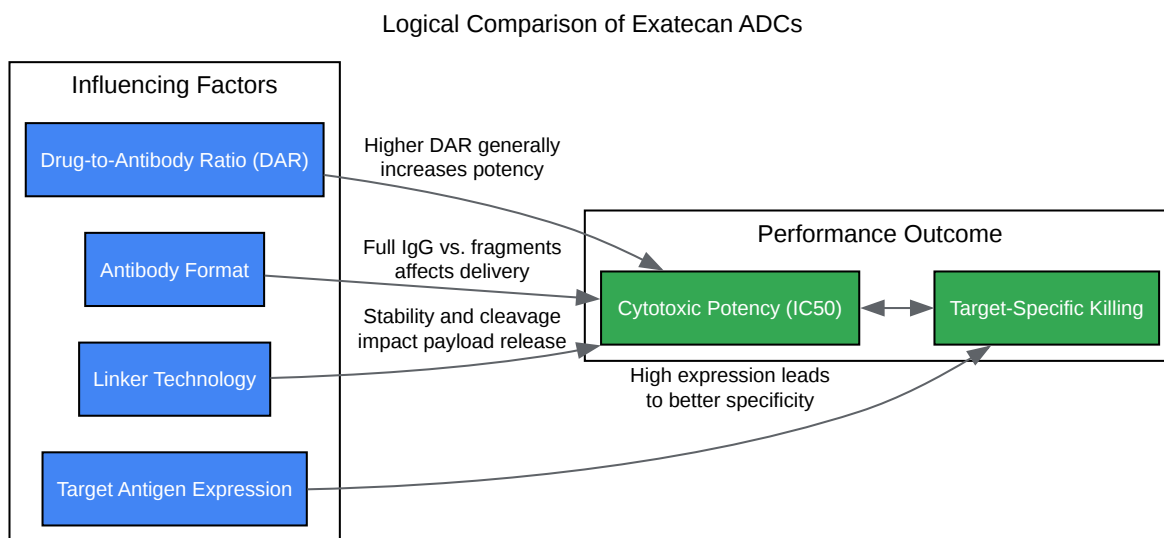 Logical Comparison of Exatecan ADCs
Influencing Factors
Drug-to-Antibody Ratio (DAR)
Antibody Format
Linker Technology
Target Antigen Expression
Higher DAR generally
increases potency
Full IgG vs. fragments
affects delivery
Stability and cleavage
impact payload release
High expression leads
to better specificity
Performance Outcome
Cytotoxic Potency (IC50)
Target-Specific Killing